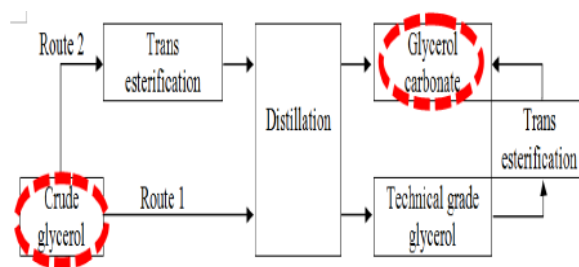 Route 2
Trans
esterification
Distillation
Glycerol
carbonate
Trans
esterification
Crude
glycerol
Route 1
Technical grade
glycerol